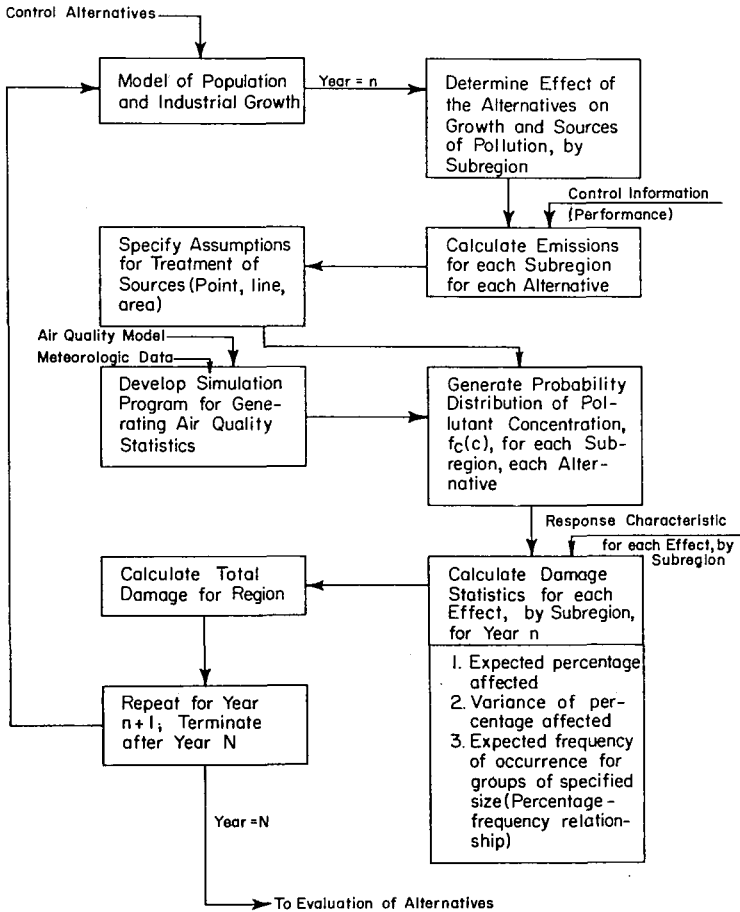 Control Alternatives
Model of Population
and Industrial Growth
Year = n
Determine Effect of
the Alternatives on
Growth and Sources
of Pollution, by
Subregion
Control Information
(Performance)
Specify Assumptions
for Treatment of
Sources (Point, line,
area)
Calculate Emissions
for each Subregion
for each Alternative
Air Quality Model
Meteorologic Data
Develop Simulation
Program for Gene-
rating Air Quality
Statistics
Generate Probability
Distribution of Pol-
lutant Concentration,
fc(c), for each Sub-
region, each Alter-
native
Response Characteristic
for each Effect, by
Subregion
Calculate Total
Damage for Region
Calculate Damage
Statistics for each
Effect, by Subregion,
for Year n
1. Expected percentage
affected
2. Variance of per-
centage affected
3. Expected frequency
of occurrence for
groups of specified
size (Percentage-
frequency relation-
ship)
Repeat for Year
n+1; Terminate
after Year N
Year = N
To Evaluation of Alternatives